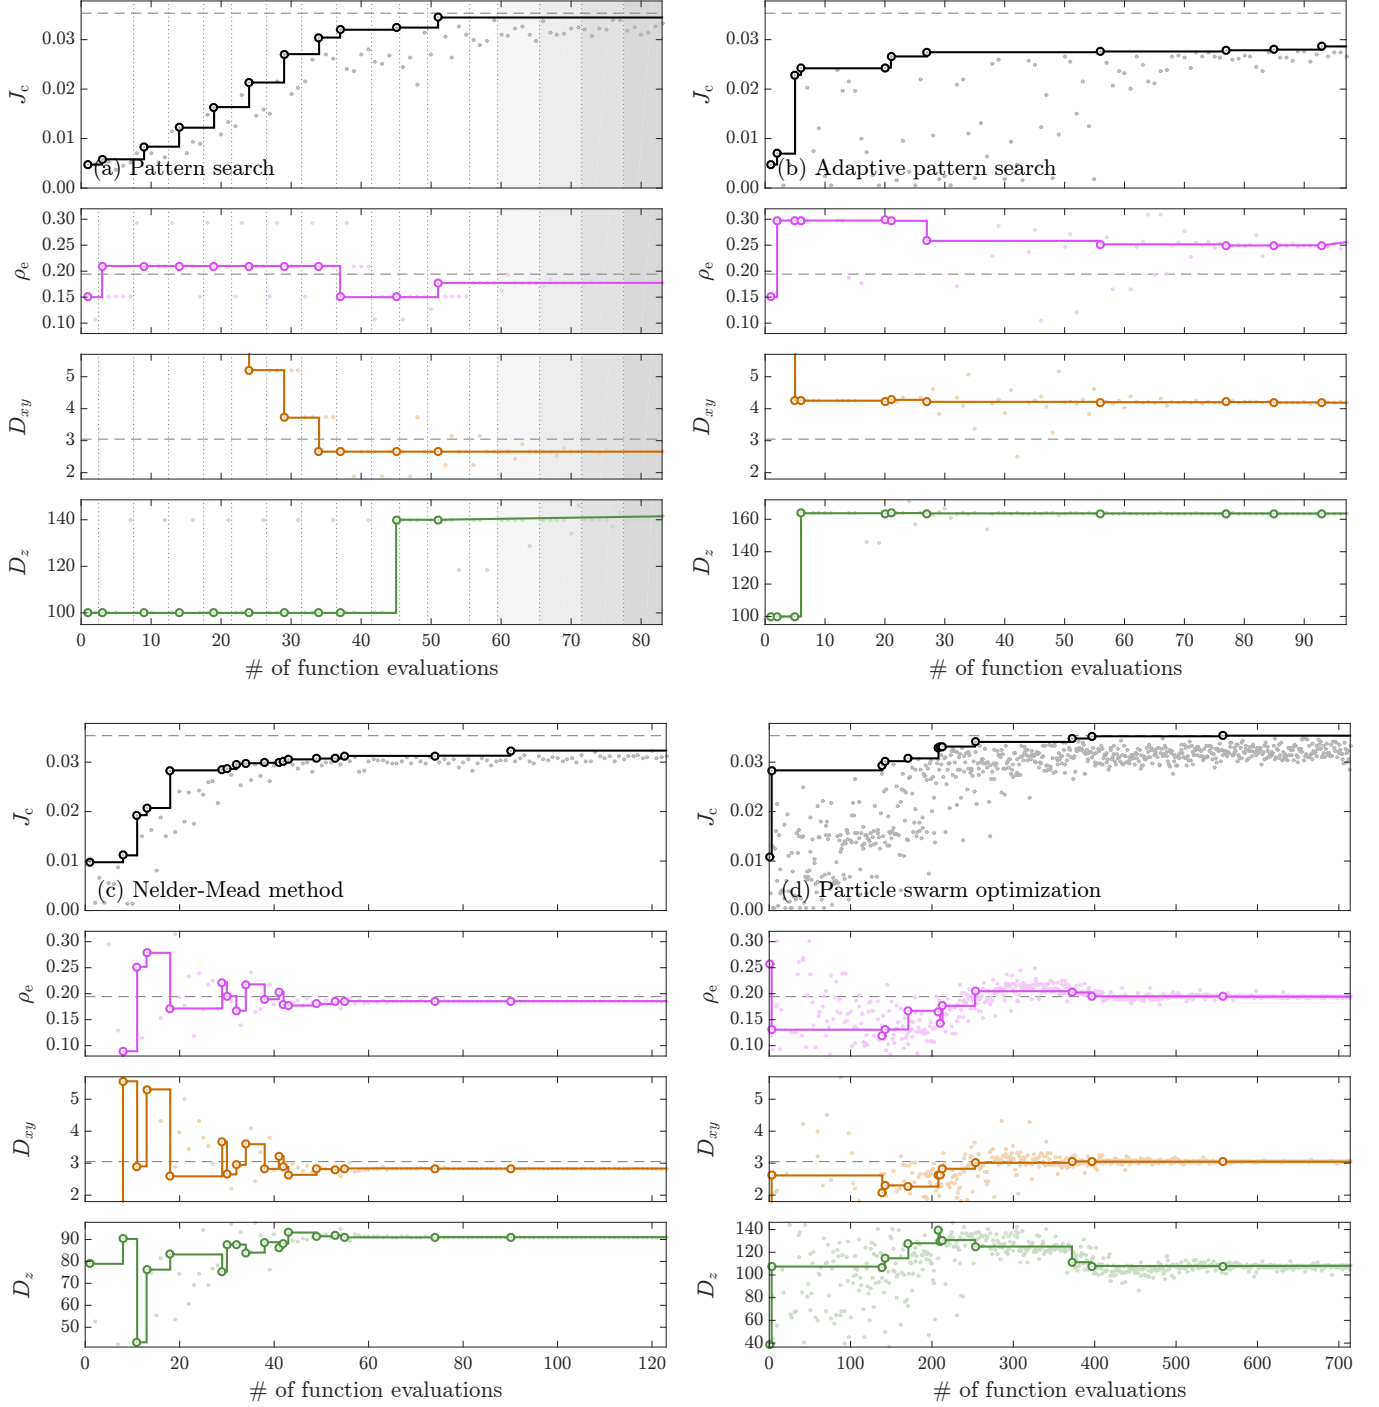 0.03
0.02
0.01
0.00
J_c
(a) Pattern search
0.30
0.25
0.20
0.15
0.10
ρ_e
5
4
3
2
D_xy
140
120
100
D_z
0 10 20 30 40 50 60 70 80
# of function evaluations
0.03
0.02
0.01
0.00
J_c
(b) Adaptive pattern search
0.30
0.25
0.20
0.15
0.10
ρ_e
5
4
3
2
D_xy
160
140
120
100
D_z
0 10 20 30 40 50 60 70 80 90
# of function evaluations
0.03
0.02
0.01
0.00
J_c
(c) Nelder-Mead method
0.30
0.25
0.20
0.15
0.10
ρ_e
5
4
3
2
D_xy
90
80
70
60
50
D_z
0 20 40 60 80 100 120
# of function evaluations
0.03
0.02
0.01
0.00
J_c
(d) Particle swarm optimization
0.30
0.25
0.20
0.15
0.10
ρ_e
5
4
3
2
D_xy
140
120
100
80
60
40
D_z
0 100 200 300 400 500 600 700
# of function evaluations